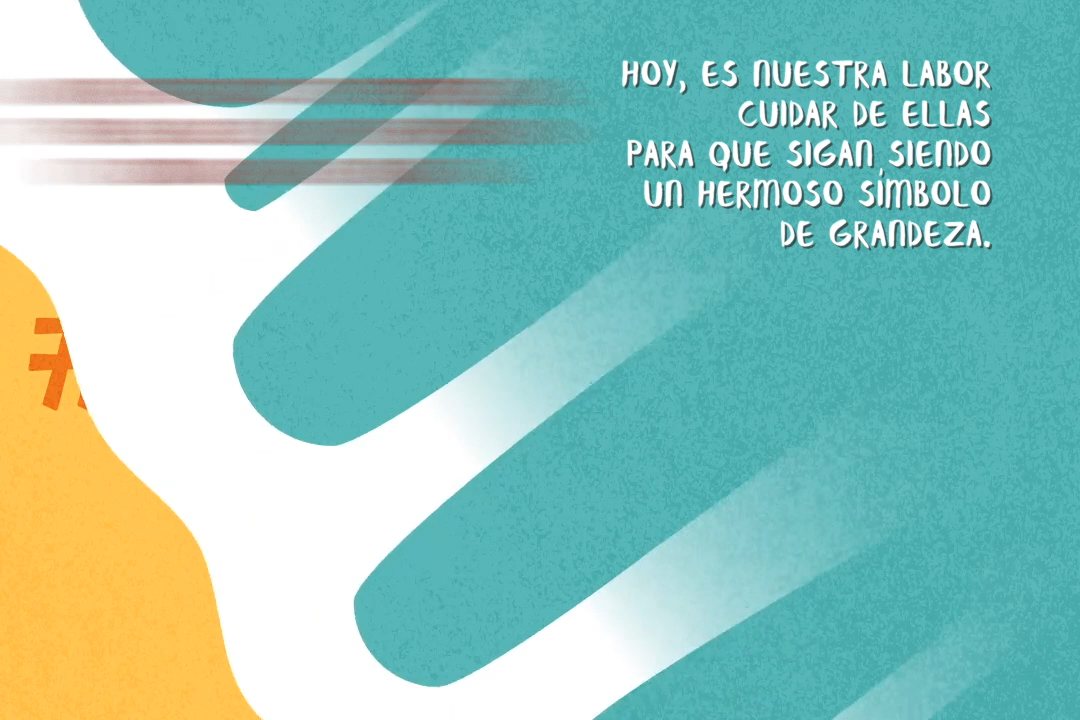 HOY, ES NUESTRA LABOR
CUIDAR DE ELLAS
PARA QUE SIGAN SIENDO
UN HERMOSO SÍMBOLO
DE GRANDEZA.